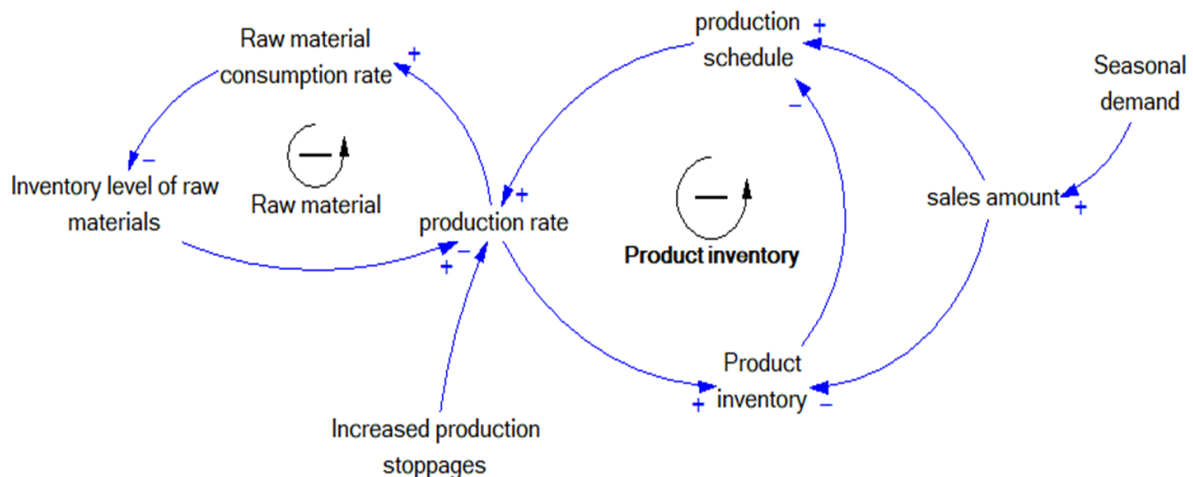 Raw material
consumption rate
+
production +
schedule
−
Seasonal
demand
−
Inventory level of raw
materials
−
Raw material
+
production rate
+ −
−
Product inventory
sales amount
+
Product
inventory
+
−
Increased production
stoppages